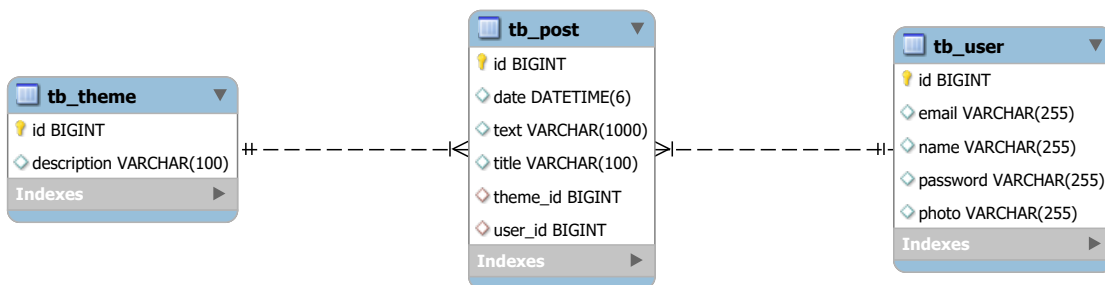 tb_theme
id BIGINT
description VARCHAR(100)
Indexes
tb_post
id BIGINT
date DATETIME(6)
text VARCHAR(1000)
title VARCHAR(100)
theme_id BIGINT
user_id BIGINT
Indexes
tb_user
id BIGINT
email VARCHAR(255)
name VARCHAR(255)
password VARCHAR(255)
photo VARCHAR(255)
Indexes